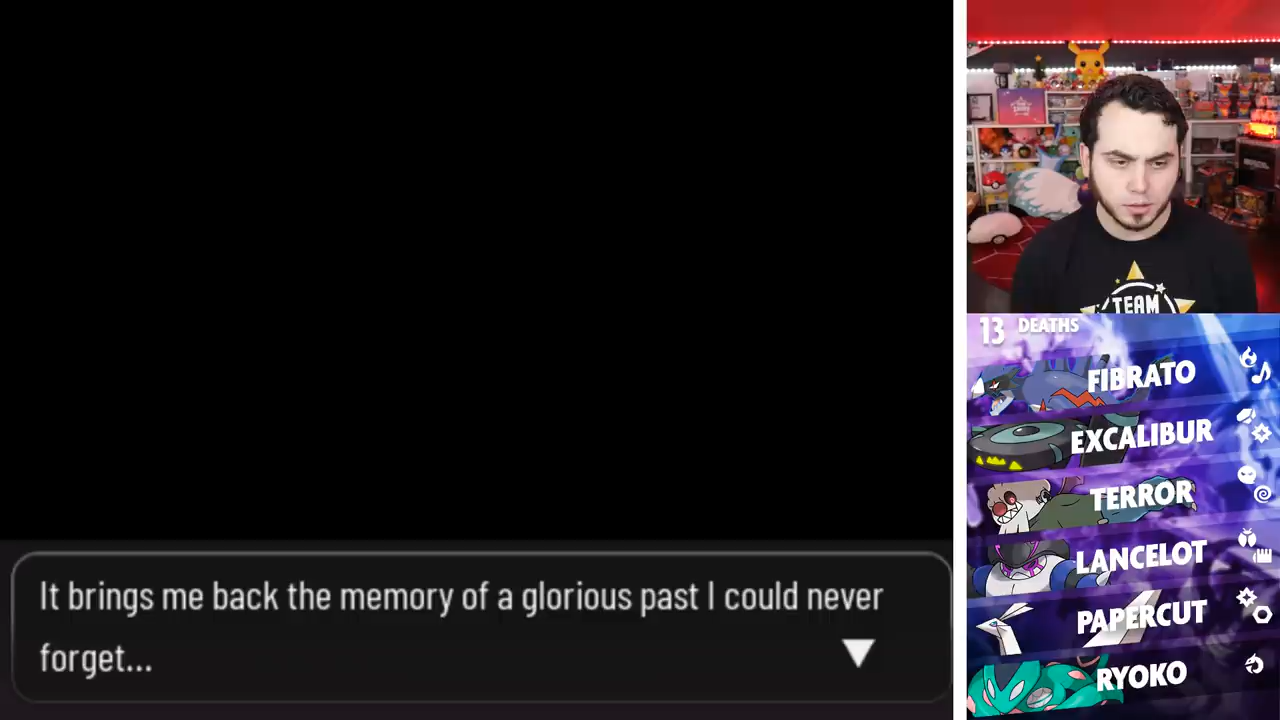 It brings me back the memory of a glorious past I could never
forget...
TEAM
13 DEATHS
FIBRATO
EXCALIBUR
TERROR
LANCELOT
PAPERCUT
RYOKO